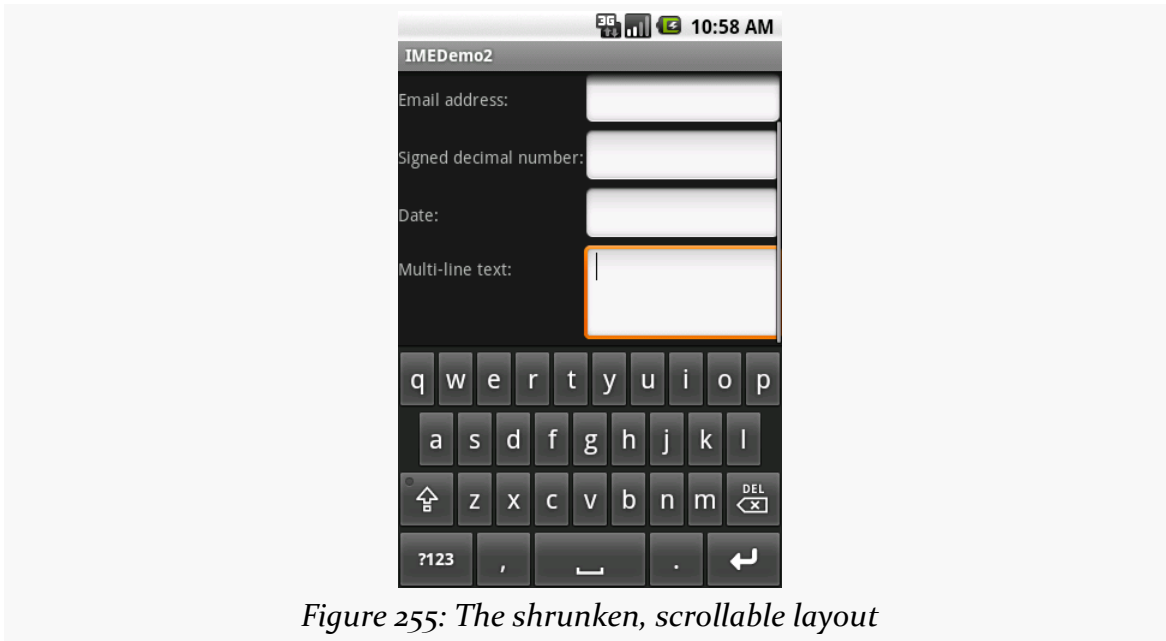 3G 10:58 AM
IMEDemo2
Email address:
Signed decimal number:
Date:
Multi-line text:
q w e r t y u i o p
a s d f g h j k l
z x c v b n m DEL
?123 , .
Figure 255: The shrunken, scrollable layout